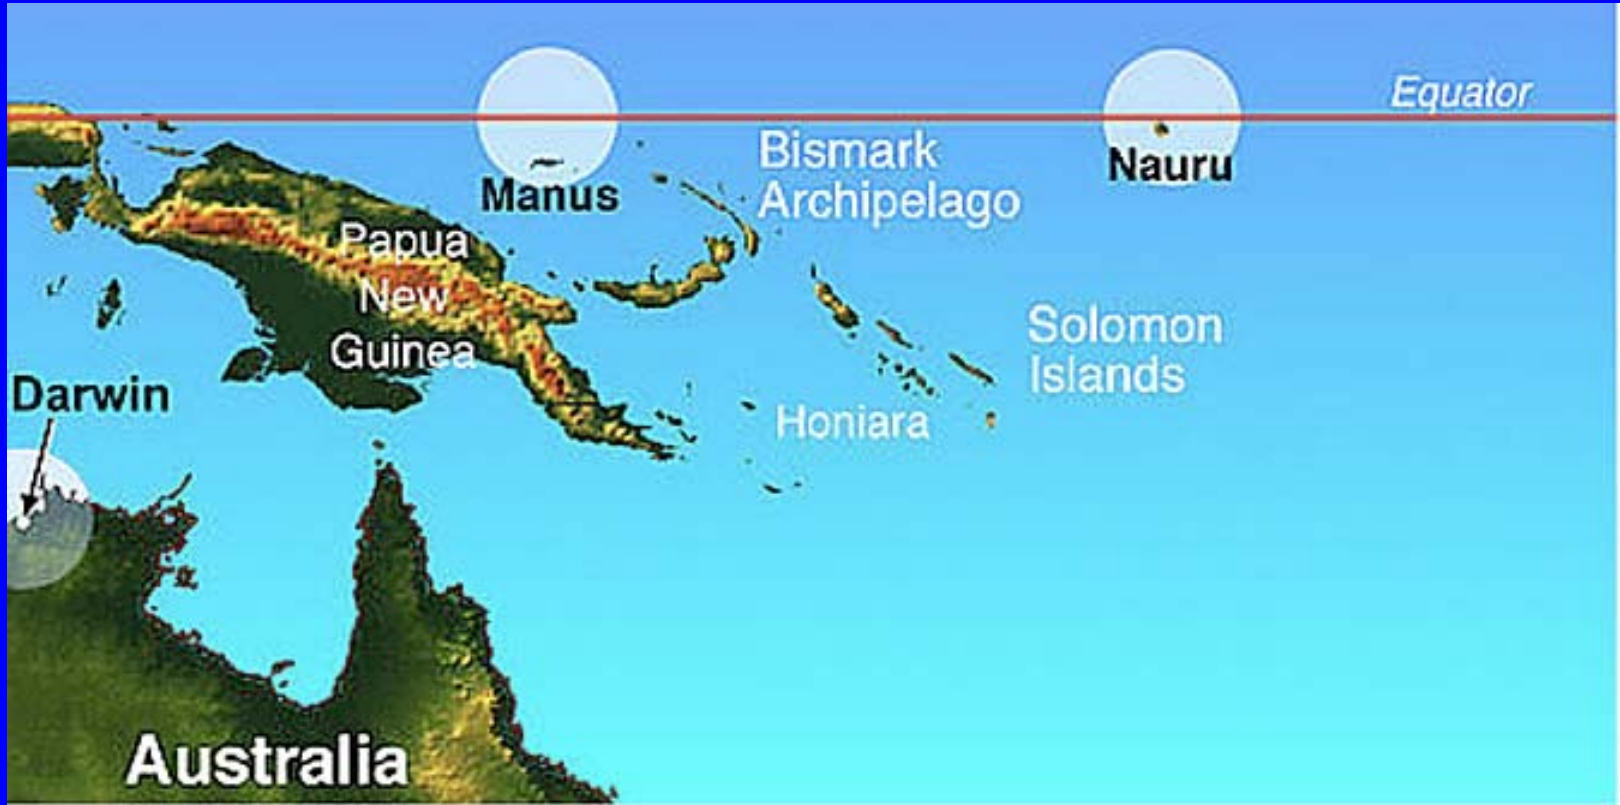 Equator
Bismark
Archipelago
Nauru
Manus
Papua
New
Guinea
Solomon
Islands
Darwin
Honiara
Australia